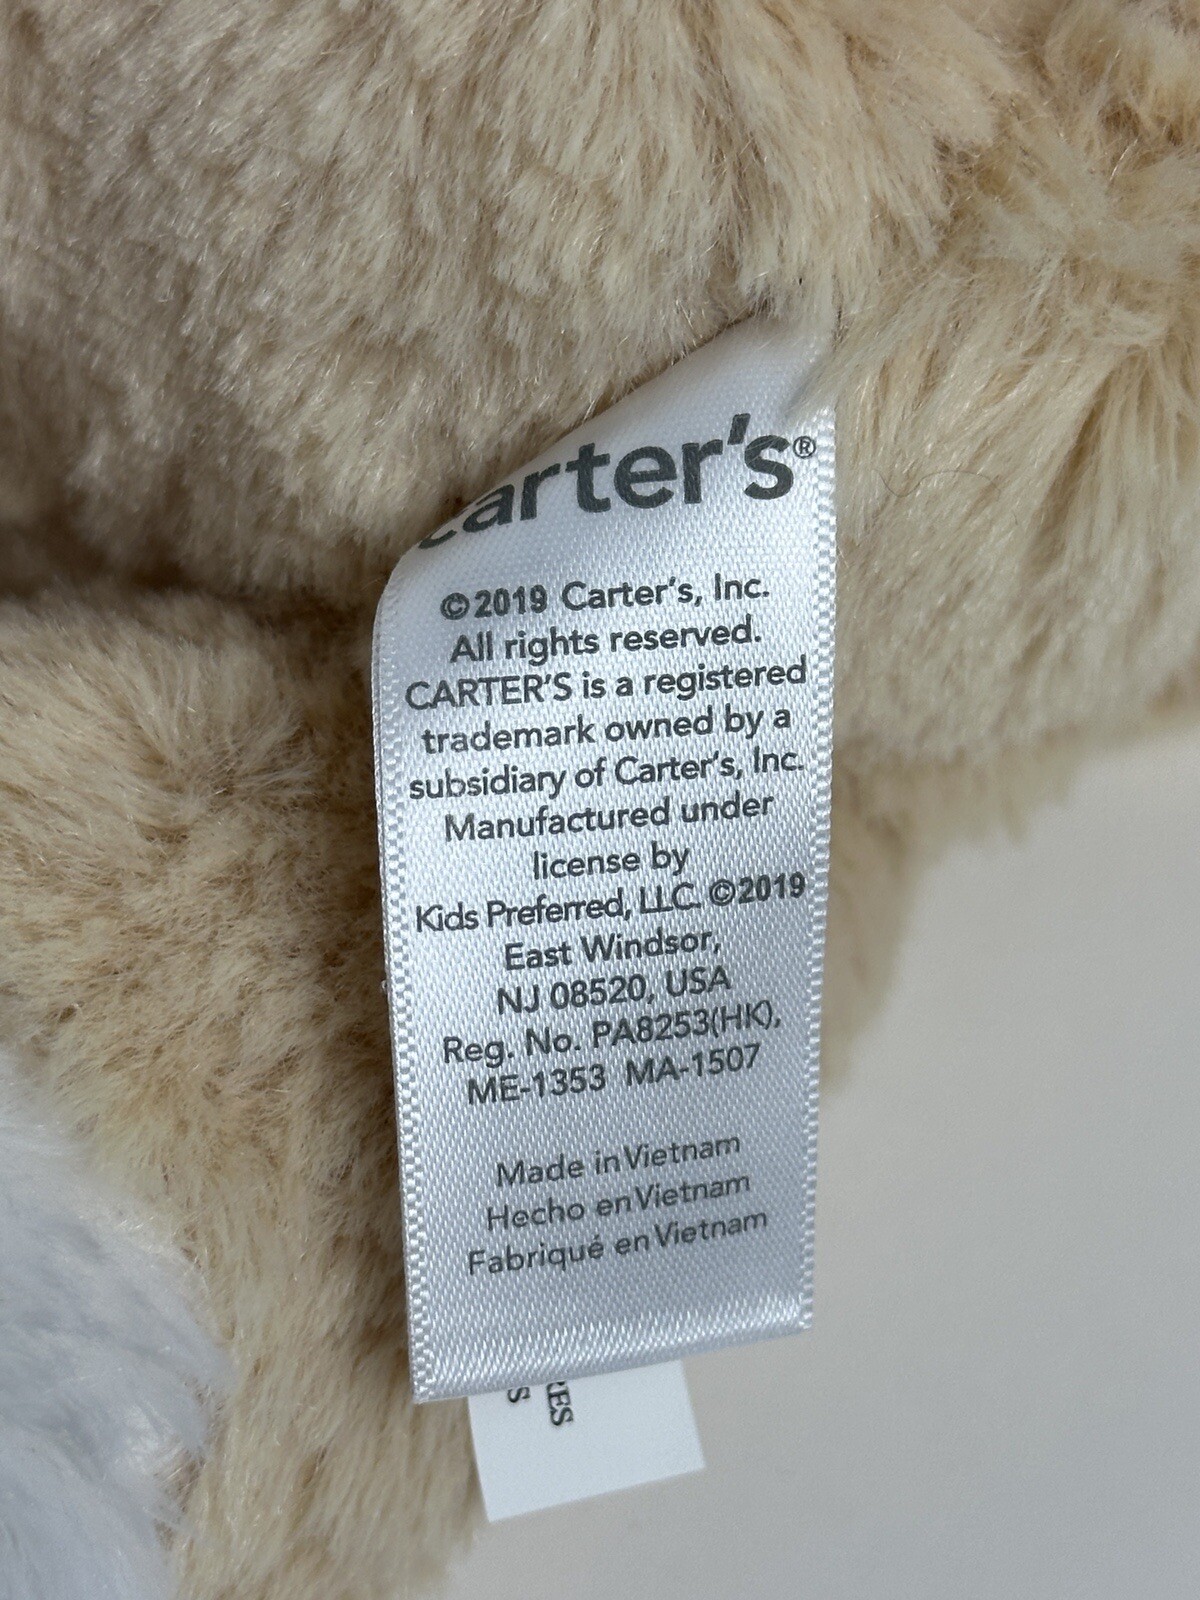 carter's®
©2019 Carter's, Inc.
All rights reserved.
CARTER'S is a registered
trademark owned by a
subsidiary of Carter's, Inc.
Manufactured under
license by
Kids Preferred, LLC. ©2019
East Windsor,
NJ 08520, USA
Reg. No. PA8253(HK),
ME-1353 MA-1507
Made in Vietnam
Hecho en Vietnam
Fabriqué en Vietnam